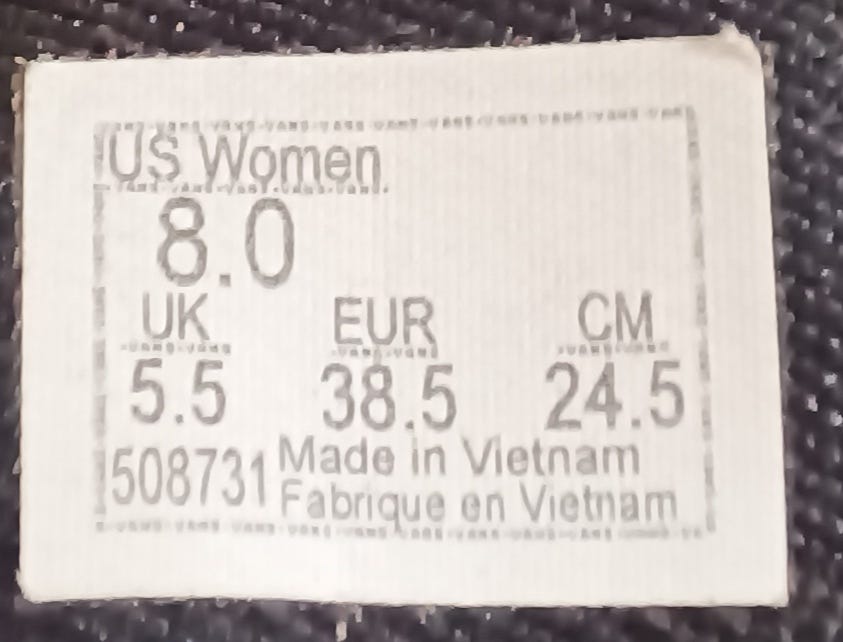 US Women
8.0
UK EUR CM
5.5 38.5 24.5
508731 Made in Vietnam
Fabrique en Vietnam